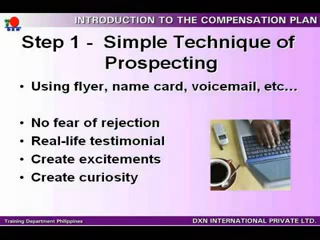 INTRODUCTION TO THE COMPENSATION PLAN
DXN
Step 1 - Simple Technique of
Prospecting
• Using flyer, name card, voicemail, etc...
• No fear of rejection
• Real-life testimonial
• Create excitements
• Create curiosity
Training Department Philippines
DXN INTERNATIONAL PRIVATE LTD.